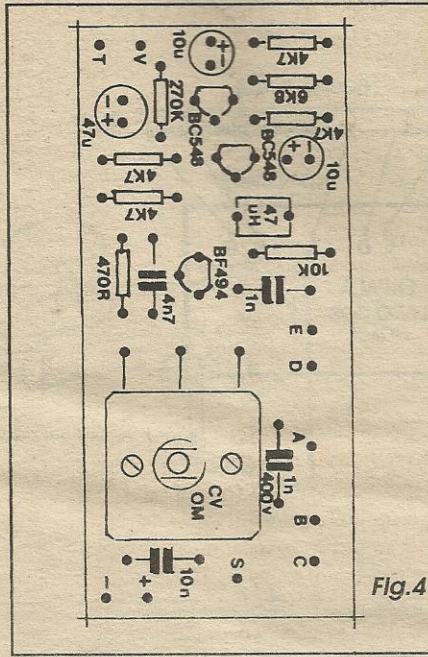 T
V
10u
4K7
270K
6K8
BC548
4K7
47u
BC548
10u
4K7
4K7
47
uH
10K
470R
4n7
BF494
1n
E
D
A
CV
OM
1n
400v
B
C
10n
S
Fig.4